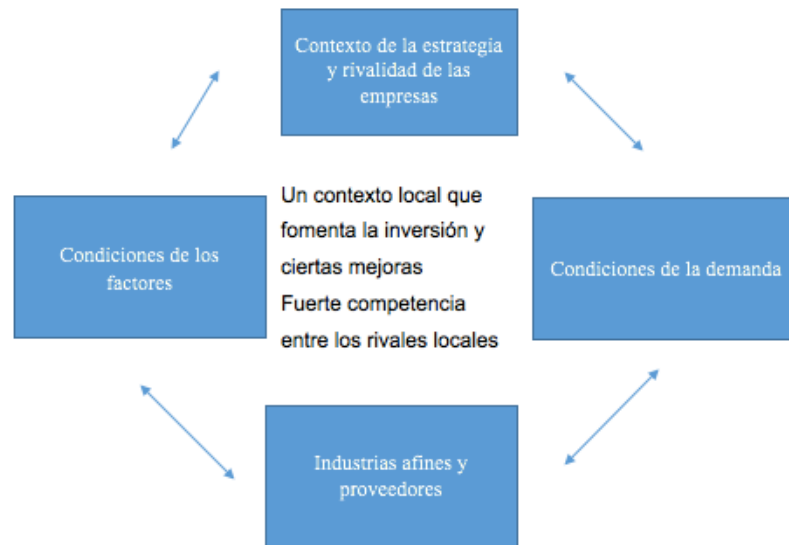 Contexto de la estrategia
y rivalidad de las
empresas
Un contexto local que
fomenta la inversión y
ciertas mejoras
Fuerte competencia
entre los rivales locales
Condiciones de los
factores
Condiciones de la demanda
Industrias afines y
proveedores